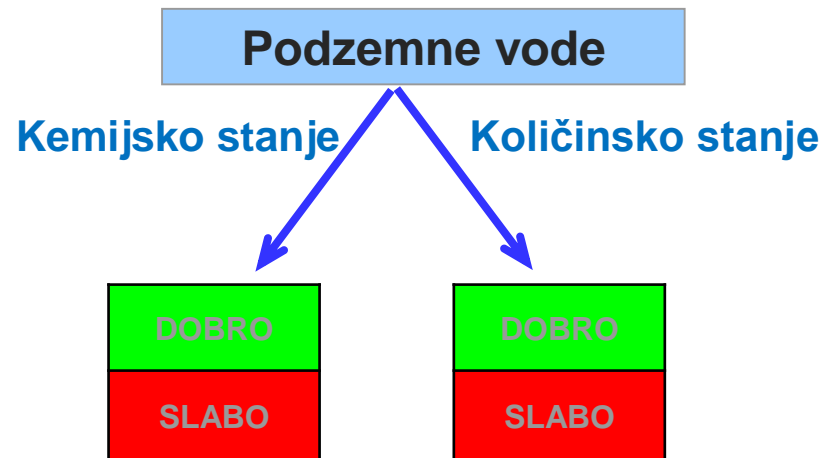 Podzemne vode
Kemijsko stanje
Količinsko stanje
DOBRO
DOBRO
SLABO
SLABO